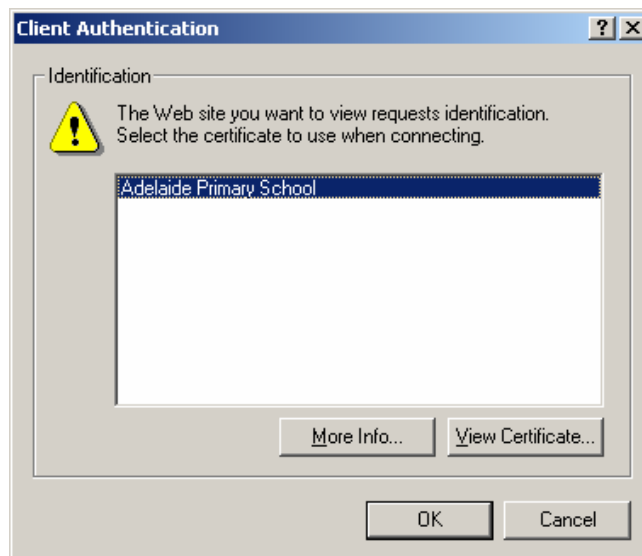 Client Authentication
Identification
The Web site you want to view requests identification.
Select the certificate to use when connecting.
Adelaide Primary School
More Info...
View Certificate...
OK
Cancel